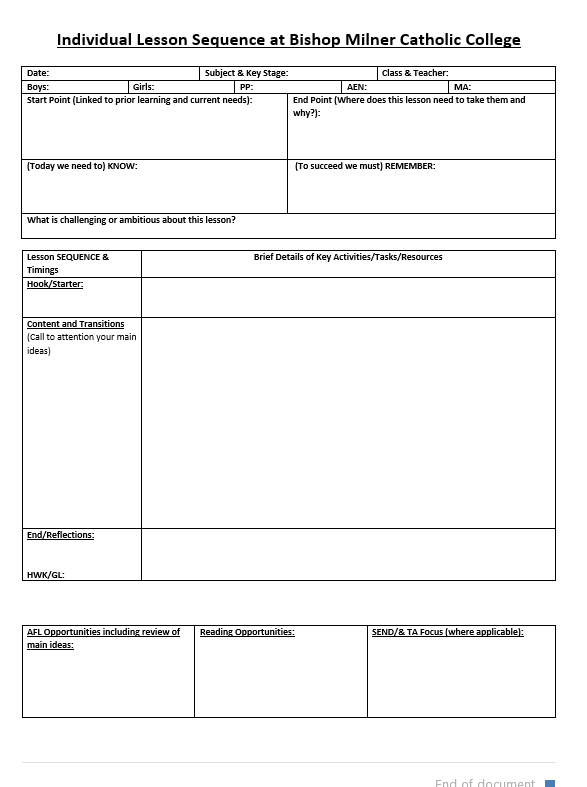 Individual Lesson Sequence at Bishop Milner Catholic College
Date: Subject & Key Stage: Class & Teacher:
Boys: Girls: PP: AEN: MA:
Start Point (Linked to prior learning and current needs):
End Point (Where does this lesson need to take them and
why?):
(Today we need to) KNOW:
(To succeed we must) REMEMBER:
What is challenging or ambitious about this lesson?
Lesson SEQUENCE &
Timings
Brief Details of Key Activities/Tasks/Resources
Hook/Starter:
Content and Transitions
(Call to attention your main
ideas)
End/Reflections:
HWK/GL:
AFL Opportunities including review of
main ideas:
Reading Opportunities:
SEND/& TA Focus (where applicable):
End of document